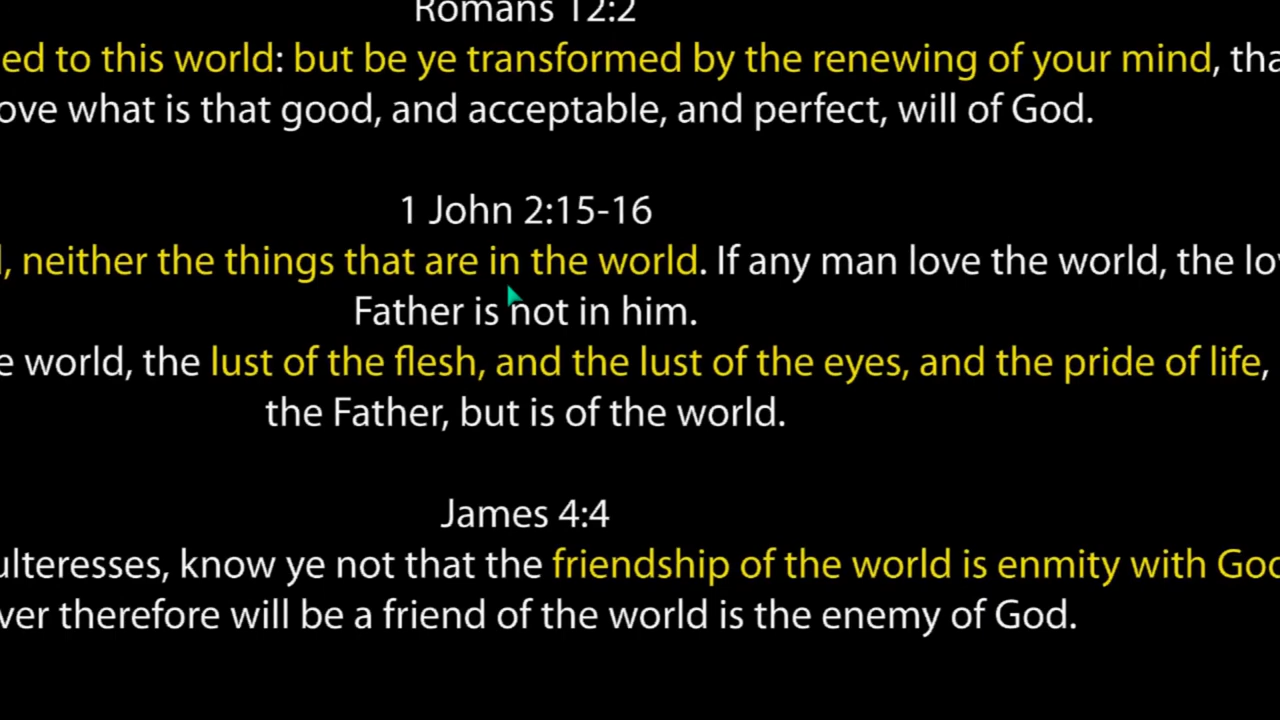 Romans 12:2
ed to this world: but be ye transformed by the renewing of your mind, tha
ove what is that good, and acceptable, and perfect, will of God.
1 John 2:15-16
, neither the things that are in the world. If any man love the world, the lo
Father is not in him.
e world, the lust of the flesh, and the lust of the eyes, and the pride of life,
the Father, but is of the world.
James 4:4
ulteresses, know ye not that the friendship of the world is enmity with Go
ver therefore will be a friend of the world is the enemy of God.